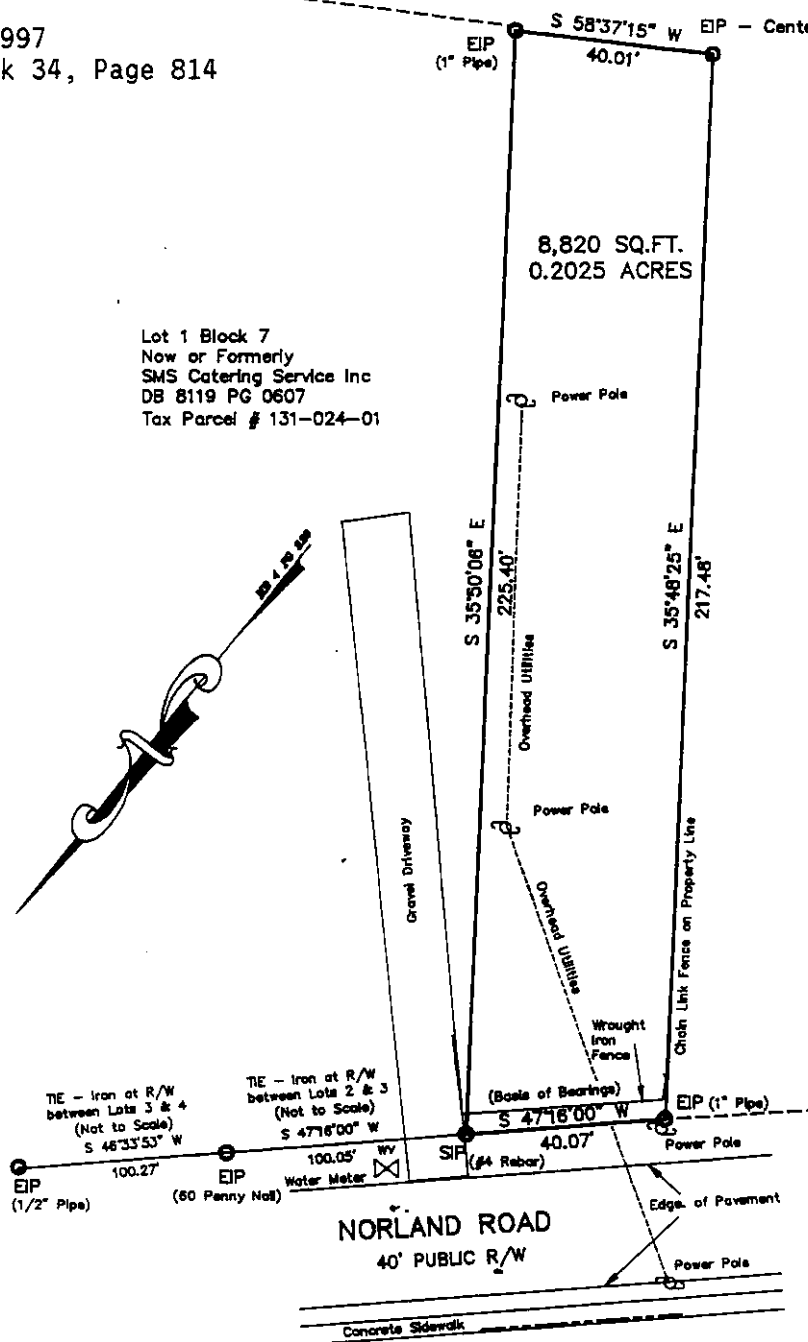 997
k 34, Page 814
S 58°37'15" W
40.01'
EIP
(1" Pipe)
EIP - Cente
8,820 SQ.FT.
0.2025 ACRES
Lot 1 Block 7
Now or Formerly
SMS Catering Service Inc
DB 8119 PG 0607
Tax Parcel # 131-024-01
Power Pole
S 35°50'06" E
225.40'
S 35°48'25" E
217.48'
Overhead Utilities
Power Pole
Gravel Driveway
Overhead Utilities
Chain Link Fence on Property Line
Wrought
Iron
Fence
TIE - Iron at R/W
between Lots 3 & 4
(Not to Scale)
S 46°33'53" W
100.27'
TIE - Iron at R/W
between Lots 2 & 3
(Not to Scale)
S 47°16'00" W
100.05'
(Basis of Bearings)
S 47°16'00" W
40.07'
EIP (1" Pipe)
EIP
(1/2" Pipe)
EIP
(60 Penny Nail)
Water Meter
WV
SIP
(#4 Rebar)
Power Pole
Edge of Pavement
NORLAND ROAD
40' PUBLIC R/W
Power Pole
Concrete Sidewalk